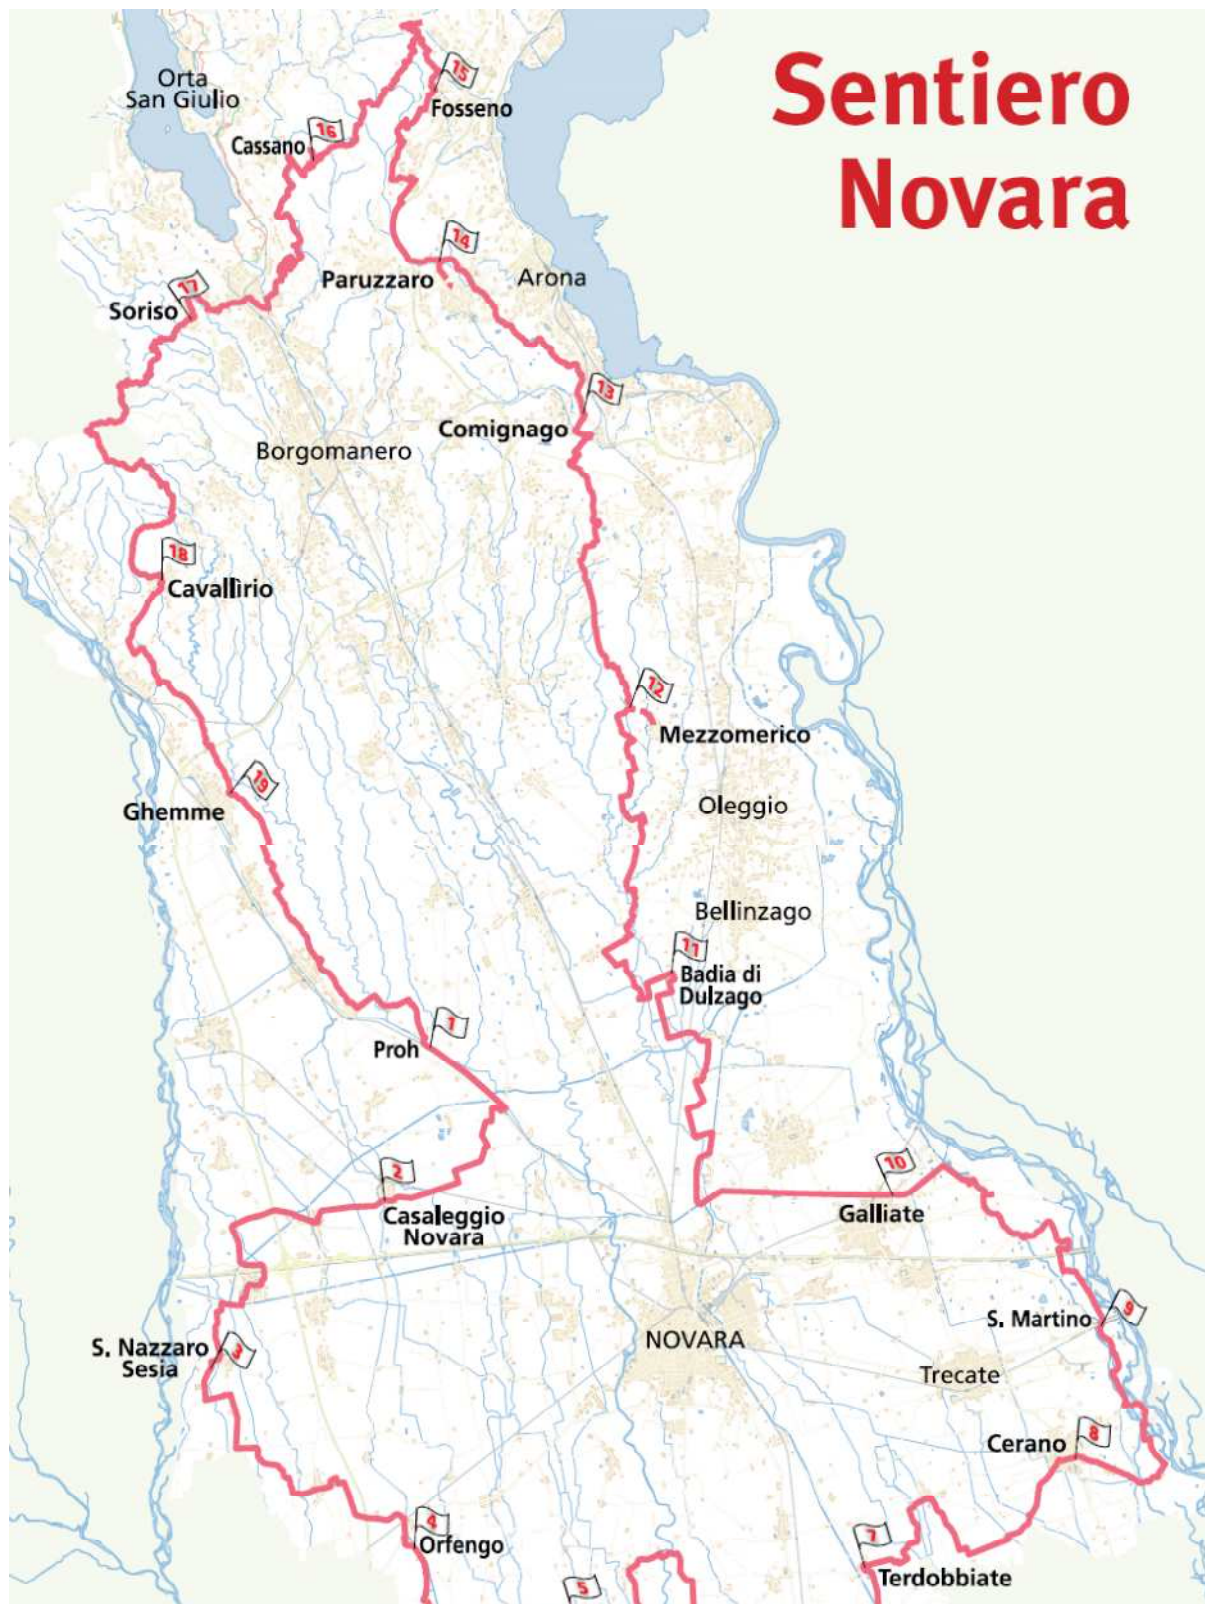 Sentiero
Novara
Orta
San Giulio
15
Fosseno
16
Cassano
14
Paruzzaro
Arona
17
Soriso
13
Comignago
Borgomanero
18
Cavallirio
12
Mezzomerico
19
Ghemme
Oleggio
Bellinzago
11
Badia di
Dulzago
1
Proh
2
Casaleggio
Novara
10
Galliate
9
S. Martino
NOVARA
3
S. Nazzaro
Sesia
Trecate
8
Cerano
4
Orfengo
7
Terdobbiate
5